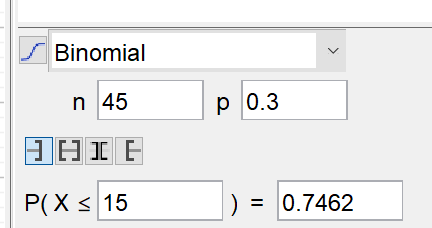 Binomial
n 45 p 0.3
P( X ≤ 15 ) = 0.7462